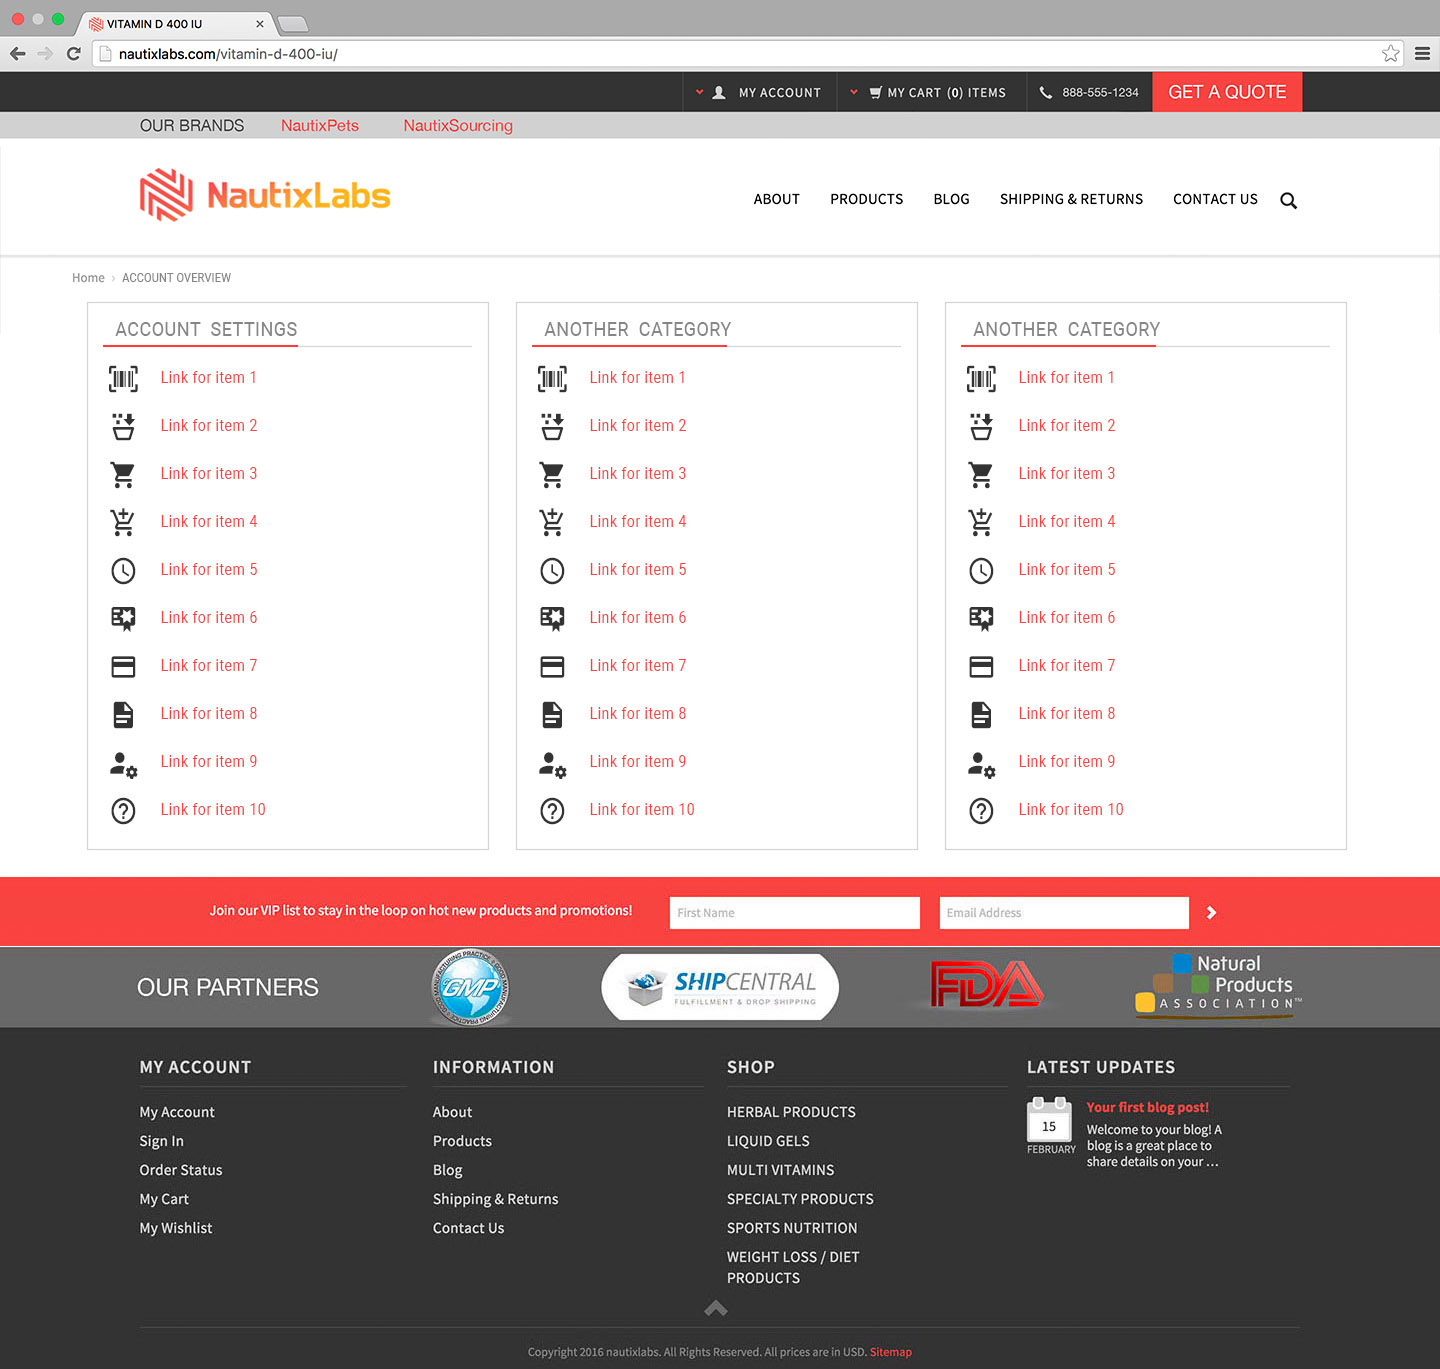 VITAMIN D 400 IU
nautixlabs.com/vitamin-d-400-iu/
MY ACCOUNT
MY CART (0) ITEMS
888-555-1234
GET A QUOTE
OUR BRANDS
NautixPets
NautixSourcing
NautixLabs
ABOUT
PRODUCTS
BLOG
SHIPPING & RETURNS
CONTACT US
Home › ACCOUNT OVERVIEW
ACCOUNT SETTINGS
Link for item 1
Link for item 2
Link for item 3
Link for item 4
Link for item 5
Link for item 6
Link for item 7
Link for item 8
Link for item 9
Link for item 10
ANOTHER CATEGORY
Link for item 1
Link for item 2
Link for item 3
Link for item 4
Link for item 5
Link for item 6
Link for item 7
Link for item 8
Link for item 9
Link for item 10
ANOTHER CATEGORY
Link for item 1
Link for item 2
Link for item 3
Link for item 4
Link for item 5
Link for item 6
Link for item 7
Link for item 8
Link for item 9
Link for item 10
Join our VIP list to stay in the loop on hot new products and promotions!
First Name
Email Address
OUR PARTNERS
GMP
SHIPCENTRAL
FULFILLMENT & DROP SHIPPING
FDA
Natural
Products
ASSOCIATION™
MY ACCOUNT
My Account
Sign In
Order Status
My Cart
My Wishlist
INFORMATION
About
Products
Blog
Shipping & Returns
Contact Us
SHOP
HERBAL PRODUCTS
LIQUID GELS
MULTI VITAMINS
SPECIALTY PRODUCTS
SPORTS NUTRITION
WEIGHT LOSS / DIET
PRODUCTS
LATEST UPDATES
15
FEBRUARY
Your first blog post!
Welcome to your blog! A
blog is a great place to
share details on your ...
Copyright 2016 nautixlabs. All Rights Reserved. All prices are in USD. Sitemap